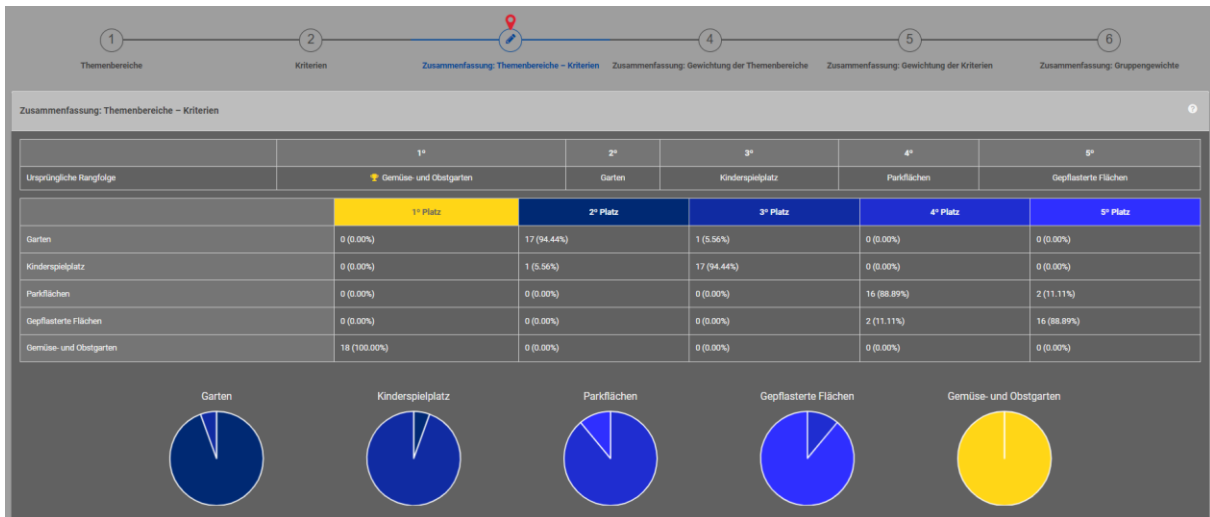 1 2 4 5 6
Themenbereiche Kriterien Zusammenfassung: Themenbereiche – Kriterien Zusammenfassung: Gewichtung der Themenbereiche Zusammenfassung: Gewichtung der Kriterien Zusammenfassung: Gruppengewichte
Zusammenfassung: Themenbereiche – Kriterien ?
1º 2º 3º 4º 5º
Ursprüngliche Rangfolge Gemüse- und Obstgarten Garten Kinderspielplatz Parkflächen Gepflasterte Flächen
1º Platz 2º Platz 3º Platz 4º Platz 5º Platz
Garten 0 (0.00%) 17 (94.44%) 1 (5.56%) 0 (0.00%) 0 (0.00%)
Kinderspielplatz 0 (0.00%) 1 (5.56%) 17 (94.44%) 0 (0.00%) 0 (0.00%)
Parkflächen 0 (0.00%) 0 (0.00%) 0 (0.00%) 16 (88.89%) 2 (11.11%)
Gepflasterte Flächen 0 (0.00%) 0 (0.00%) 0 (0.00%) 2 (11.11%) 16 (88.89%)
Gemüse- und Obstgarten 18 (100.00%) 0 (0.00%) 0 (0.00%) 0 (0.00%) 0 (0.00%)
Garten Kinderspielplatz Parkflächen Gepflasterte Flächen Gemüse- und Obstgarten